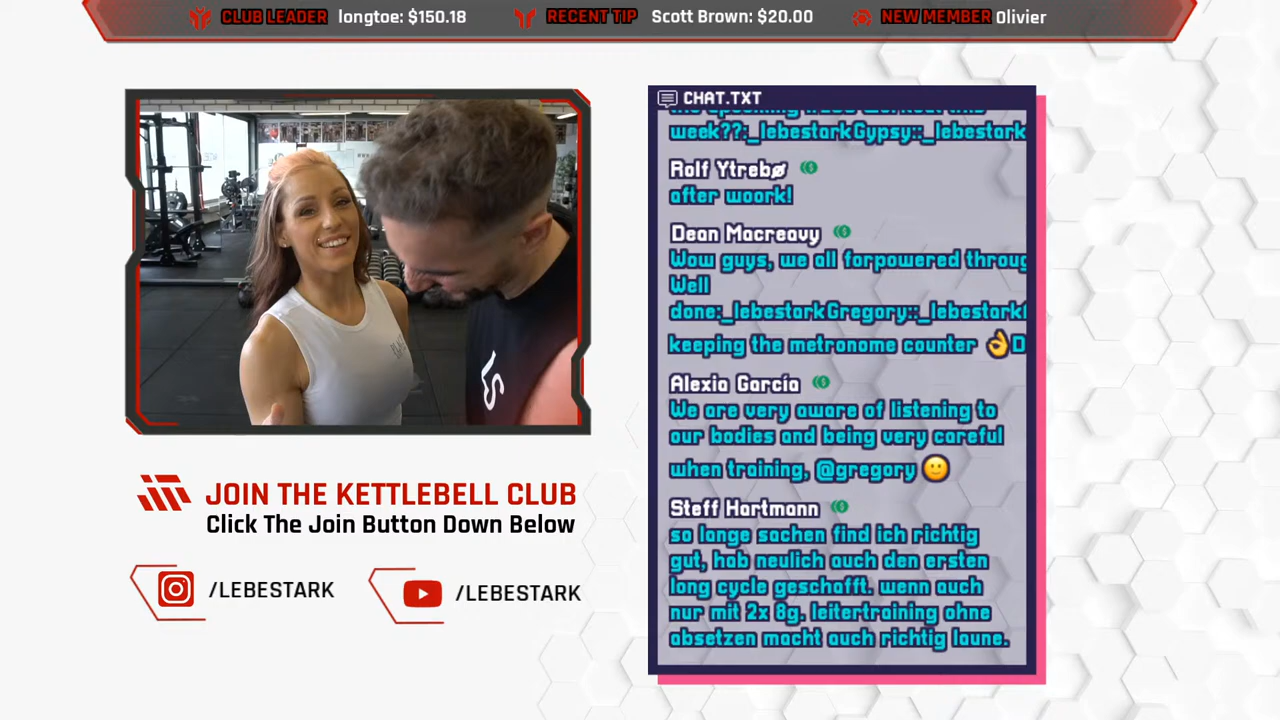 CLUB LEADER longtoe: $150.18 RECENT TIP Scott Brown: $20.00 NEW MEMBER Olivier
CHAT.TXT
week??:_lebestarkGypsy::_lebestark
Rolf Ytrebø
after woork!
Dean Macreavy
Wow guys, we all forpowered throug
Well
done:_lebestarkGregory::_lebestark
keeping the metronome counter 👌D
Alexia García
We are very aware of listening to
our bodies and being very careful
when training, @gregory 🙂
Steff Hartmann
so lange sachen find ich richtig
gut, hab neulich auch den ersten
long cycle geschafft. wenn auch
nur mit 2x 8g. leitertraining ohne
absetzen macht auch richtig laune.
LS
JOIN THE KETTLEBELL CLUB
Click The Join Button Down Below
/LEBESTARK
/LEBESTARK